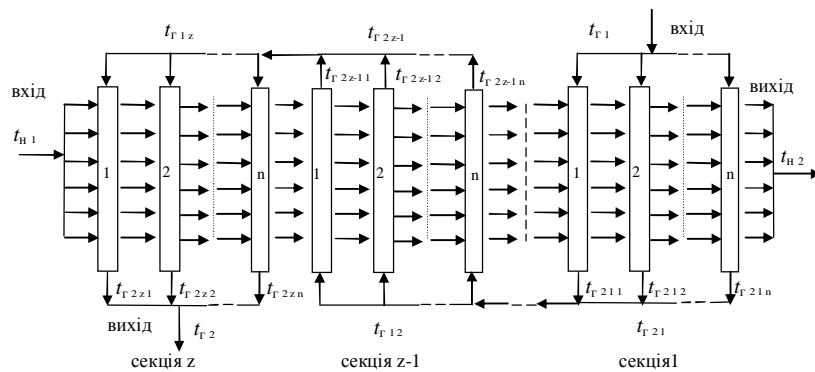 t_Г 1 z
t_Г 2 z-1
t_Г 1
вхід
t_Г 2 z-1 1
t_Г 2 z-1 2
t_Г 2 z-1 n
вхід
вихід
t_н 1
t_н 2
1 2 n 1 2 n 1 2 n
t_Г 2 z 1
t_Г 2 z 2
t_Г 2 z n
t_Г 2 1 1
t_Г 2 1 2
t_Г 2 1 n
вихід
t_Г 2
t_Г 1 2
t_Г 2 1
секція z
секція z-1
секція1